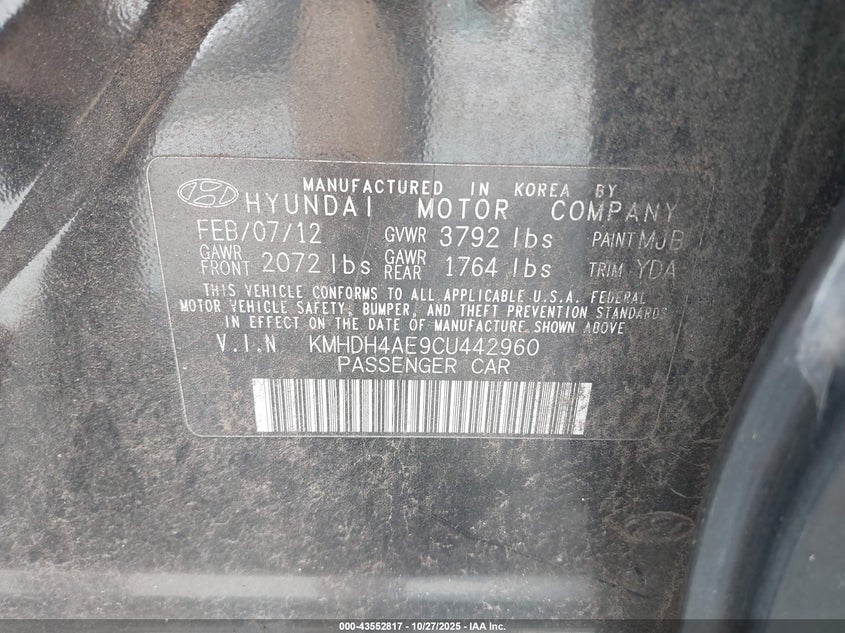 MANUFACTURED IN KOREA BY
HYUNDAI MOTOR COMPANY
FEB/07/12 GVWR 3792 lbs PAINT MJB
GAWR FRONT 2072 lbs GAWR REAR 1764 lbs TRIM YDA
THIS VEHICLE CONFORMS TO ALL APPLICABLE U.S.A. FEDERAL
MOTOR VEHICLE SAFETY, BUMPER, AND THEFT PREVENTION STANDARDS
IN EFFECT ON THE DATE OF MANUFACTURE SHOWN ABOVE
V.I.N KMHDH4AE9CU442960
PASSENGER CAR
000-43552817 - 10/27/2025 - IAA Inc.